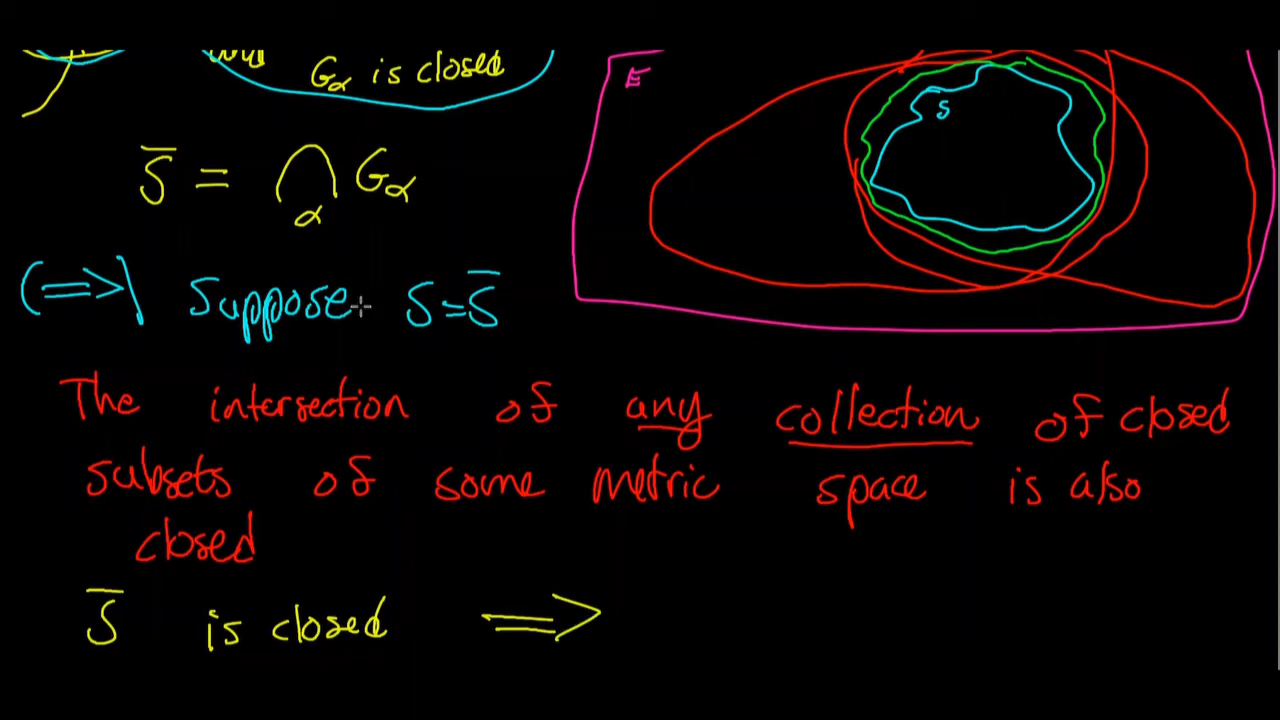 Gα is closed
E
S
S̅ = ⋂ Gα
α
(⇒) Suppose S = S̅
The intersection of any collection of closed
subsets of some metric space is also
closed
S̅ is closed ⟹